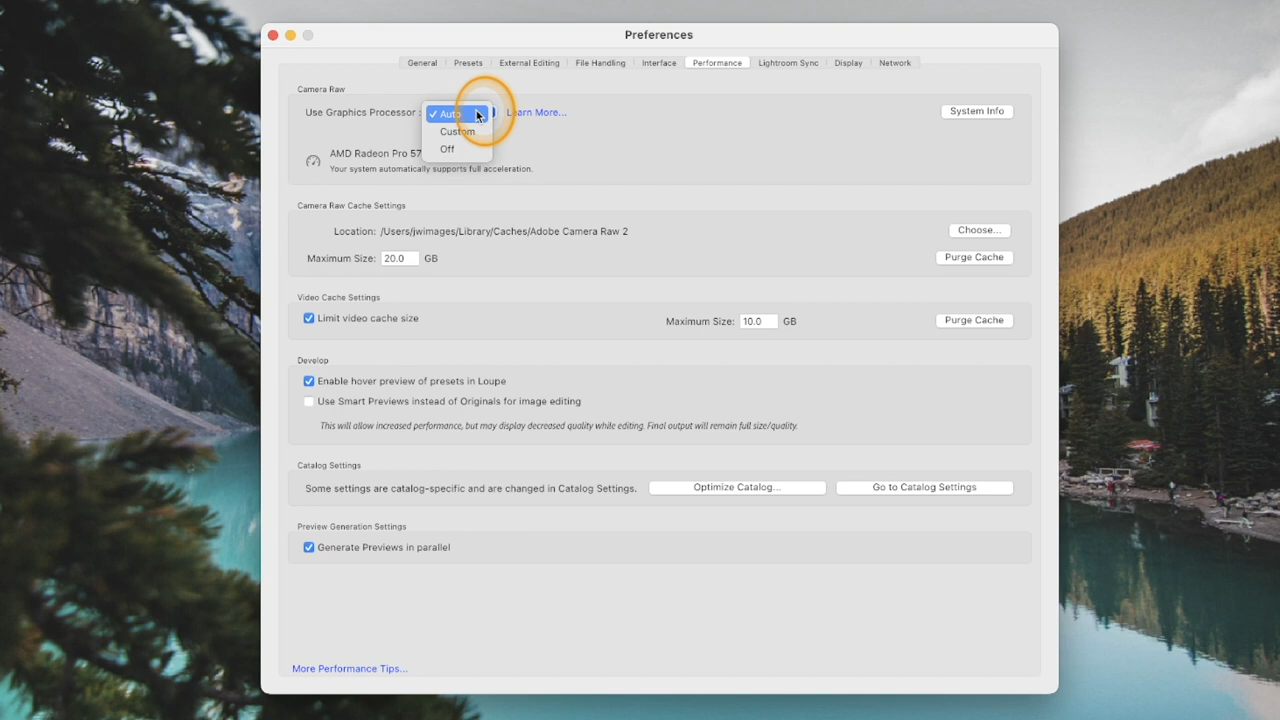 Preferences
General Presets External Editing File Handling Interface Performance Lightroom Sync Display Network
Camera Raw
Use Graphics Processor : Auto Learn More... System Info
Custom
Off
AMD Radeon Pro 57
Your system automatically supports full acceleration.
Camera Raw Cache Settings
Location: /Users/jwimages/Library/Caches/Adobe Camera Raw 2 Choose...
Maximum Size: 20.0 GB Purge Cache
Video Cache Settings
Limit video cache size Maximum Size: 10.0 GB Purge Cache
Develop
Enable hover preview of presets in Loupe
Use Smart Previews instead of Originals for image editing
This will allow increased performance, but may display decreased quality while editing. Final output will remain full size/quality.
Catalog Settings
Some settings are catalog-specific and are changed in Catalog Settings. Optimize Catalog... Go to Catalog Settings
Preview Generation Settings
Generate Previews in parallel
More Performance Tips...